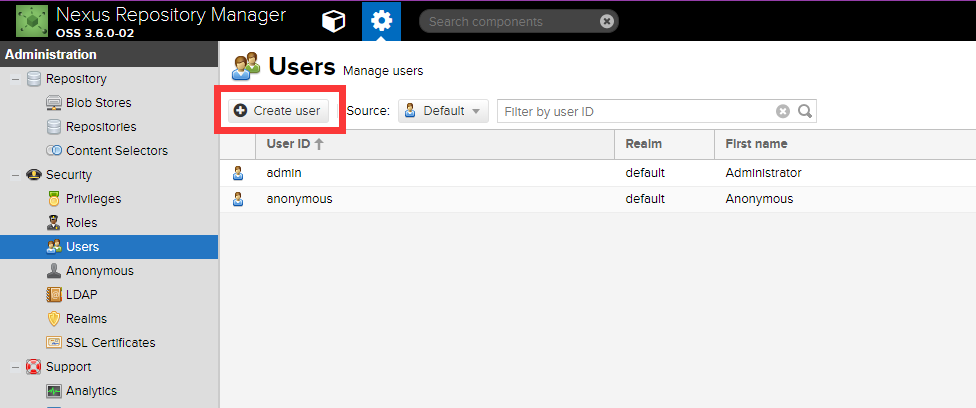 Nexus Repository Manager
OSS 3.6.0-02
Search components
Administration
Repository
Blob Stores
Repositories
Content Selectors
Security
Privileges
Roles
Users
Anonymous
LDAP
Realms
SSL Certificates
Support
Analytics
Users Manage users
Create user Source: Default Filter by user ID
User ID Realm First name
admin default Administrator
anonymous default Anonymous